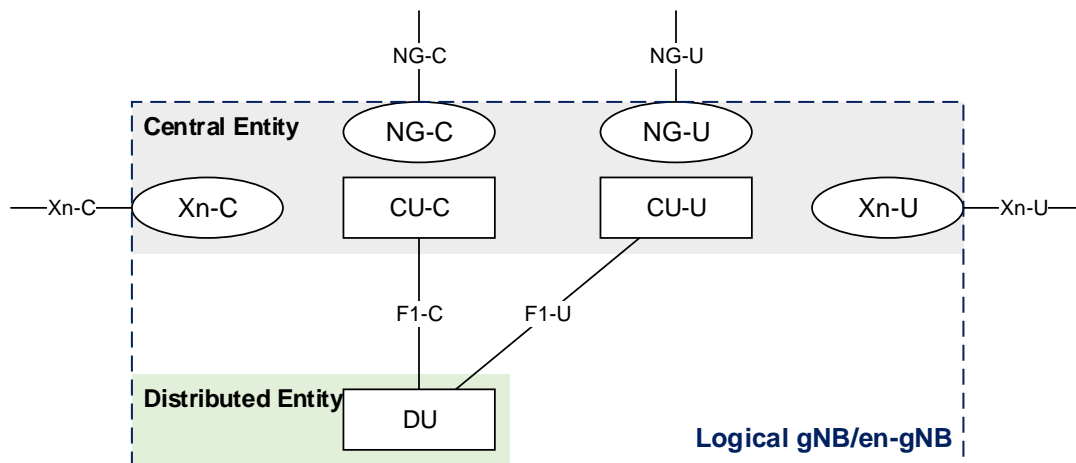 NG-C
NG-U
Central Entity
NG-C
NG-U
Xn-C
Xn-C
CU-C
CU-U
Xn-U
Xn-U
F1-C
F1-U
Distributed Entity
DU
Logical gNB/en-gNB